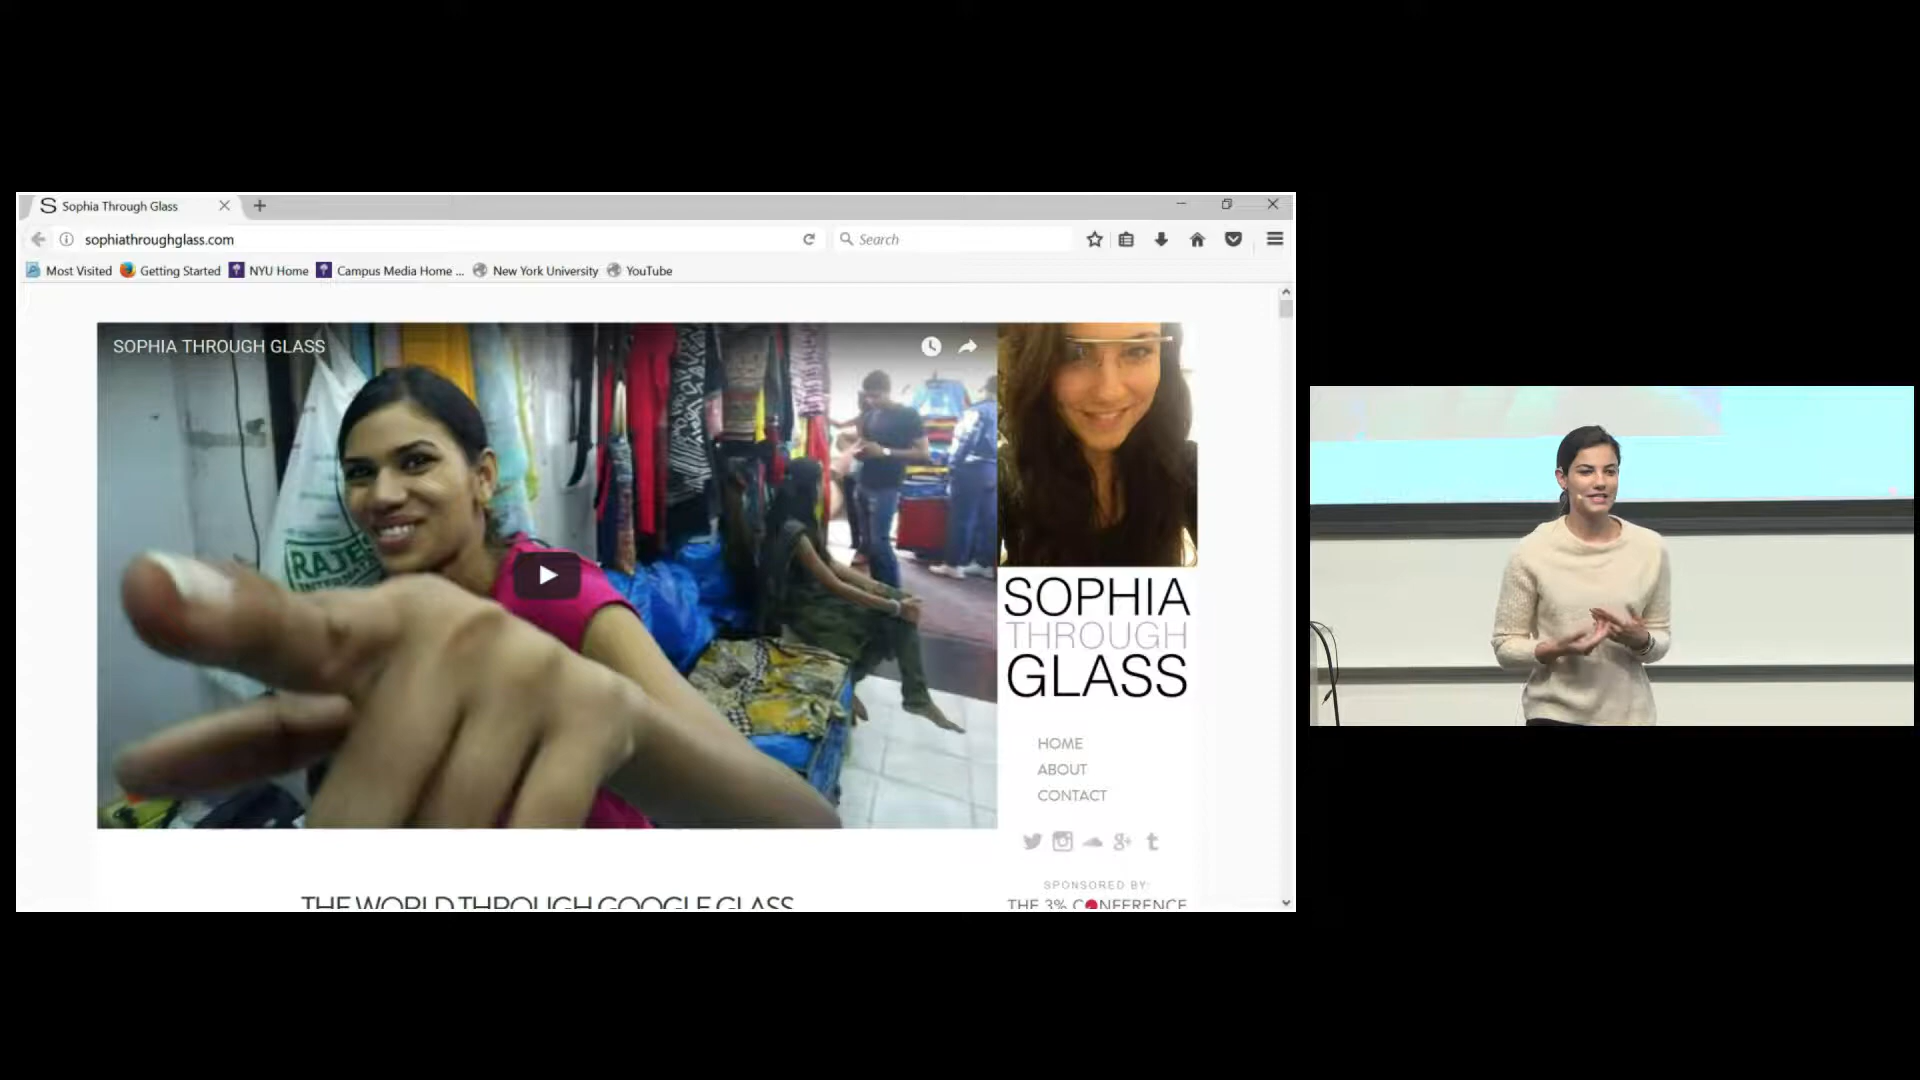 Sophia Through Glass
sophiathroughglass.com
Search
Most Visited
Getting Started
NYU Home
Campus Media Home ...
New York University
YouTube
SOPHIA THROUGH GLASS
RAJE
INTERNAT
SOPHIA
THROUGH
GLASS
HOME
ABOUT
CONTACT
SPONSORED BY:
THE 3% CONFERENCE
THE WORLD THROUGH GOOGLE GLASS